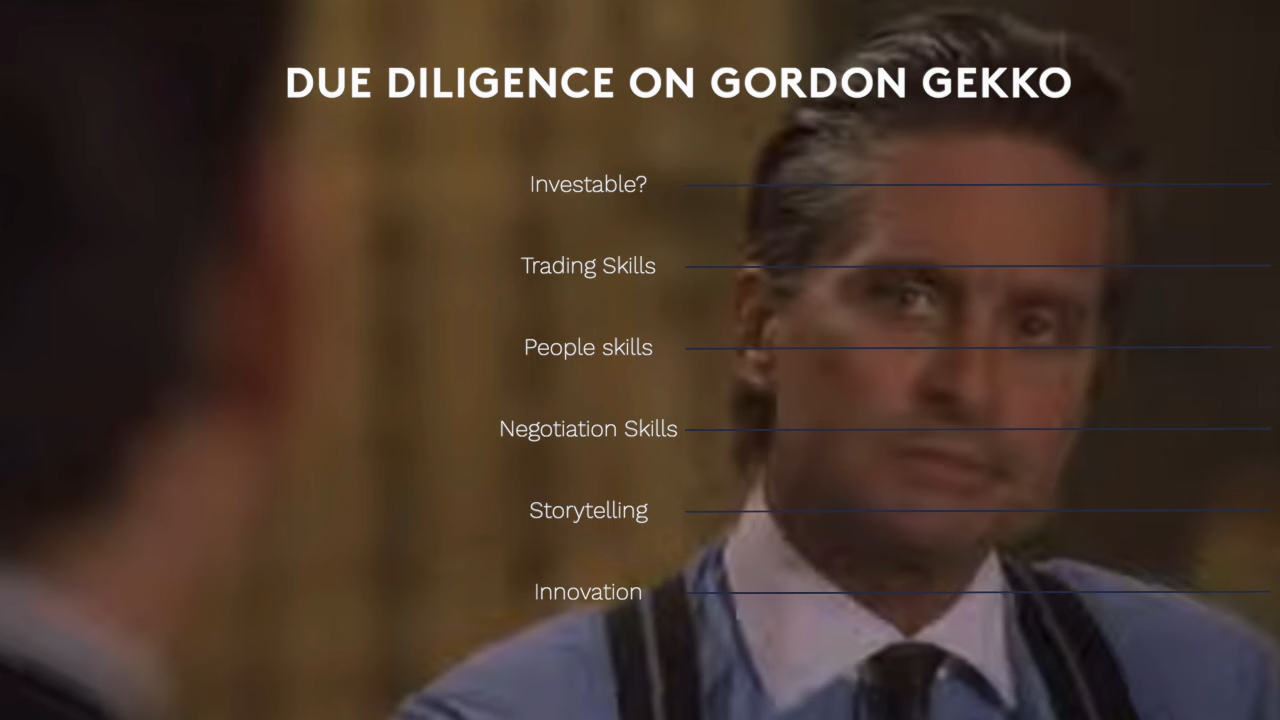 DUE DILIGENCE ON GORDON GEKKO
Investable?
Trading Skills
People skills
Negotiation Skills
Storytelling
Innovation